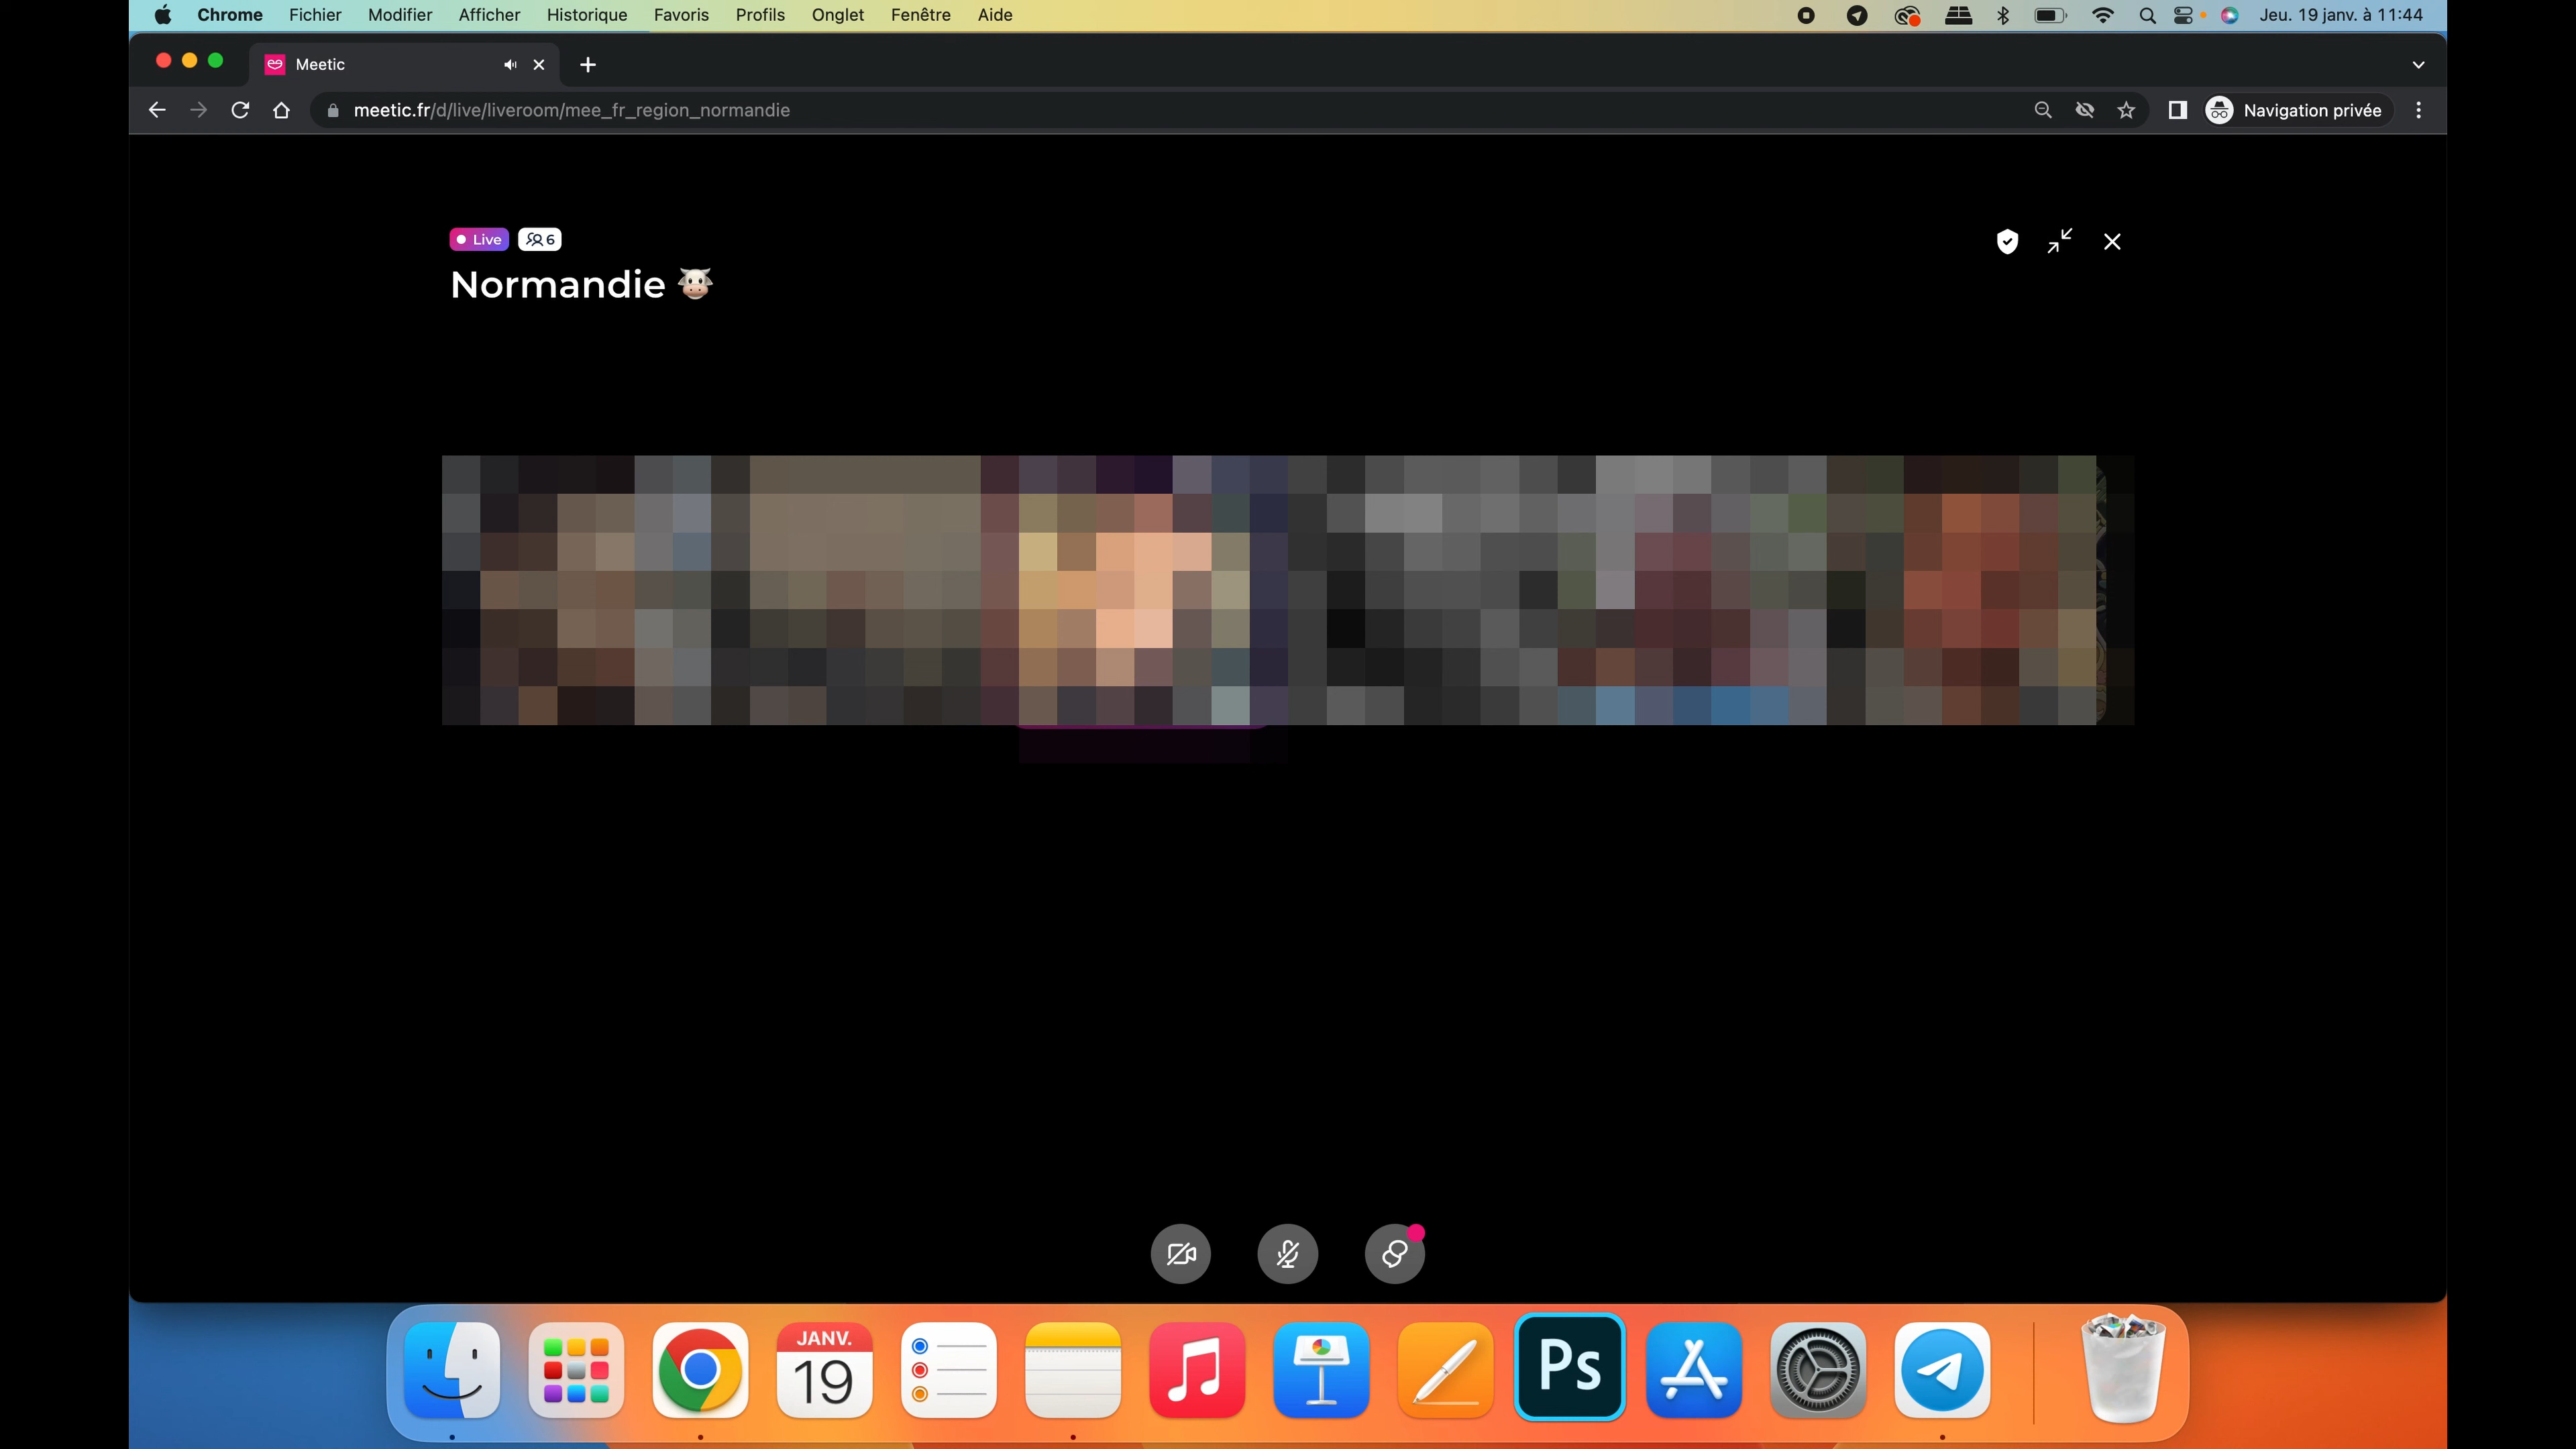 Chrome Fichier Modifier Afficher Historique Favoris Profils Onglet Fenêtre Aide Jeu. 19 janv. à 11:44
Meetic
meetic.fr/d/live/liveroom/mee_fr_region_normandie Navigation privée
Live 6
Normandie 🐮
JANV.
19
Ps